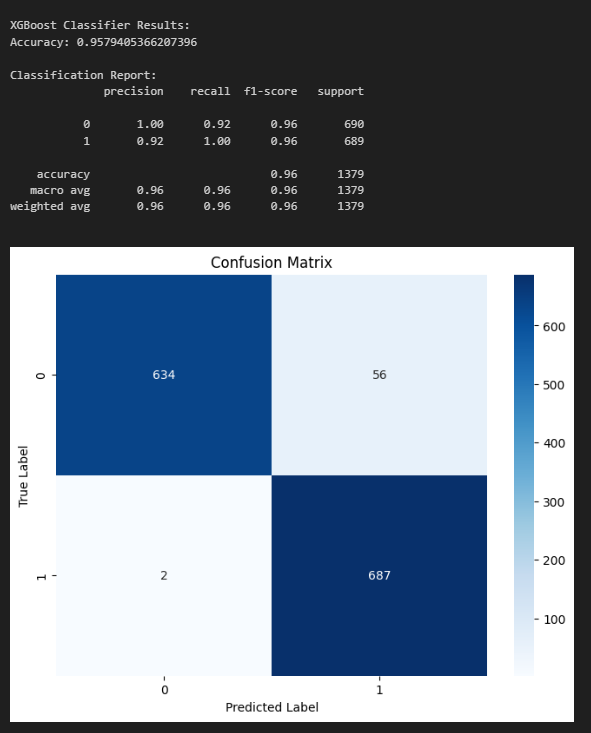 XGBoost Classifier Results:
Accuracy: 0.9579405366207396
Classification Report:
precision recall f1-score support
0 1.00 0.92 0.96 690
1 0.92 1.00 0.96 689
accuracy 0.96 1379
macro avg 0.96 0.96 0.96 1379
weighted avg 0.96 0.96 0.96 1379
Confusion Matrix
634 56
2 687
0
1
True Label
0 1
Predicted Label
600
500
400
300
200
100